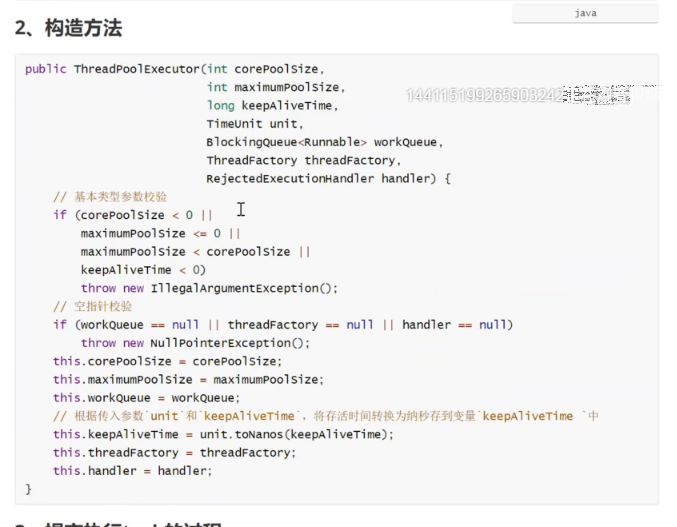 java
2、构造方法
public ThreadPoolExecutor(int corePoolSize,
int maximumPoolSize,
long keepAliveTime,
TimeUnit unit,
BlockingQueue<Runnable> workQueue,
ThreadFactory threadFactory,
RejectedExecutionHandler handler) {
// 基本类型参数校验
if (corePoolSize < 0 ||
maximumPoolSize <= 0 ||
maximumPoolSize < corePoolSize ||
keepAliveTime < 0)
throw new IllegalArgumentException();
// 空指针校验
if (workQueue == null || threadFactory == null || handler == null)
throw new NullPointerException();
this.corePoolSize = corePoolSize;
this.maximumPoolSize = maximumPoolSize;
this.workQueue = workQueue;
// 根据传入参数`unit`和`keepAliveTime`，将存活时间转换为纳秒存到变量`keepAliveTime `中
this.keepAliveTime = unit.toNanos(keepAliveTime);
this.threadFactory = threadFactory;
this.handler = handler;
}